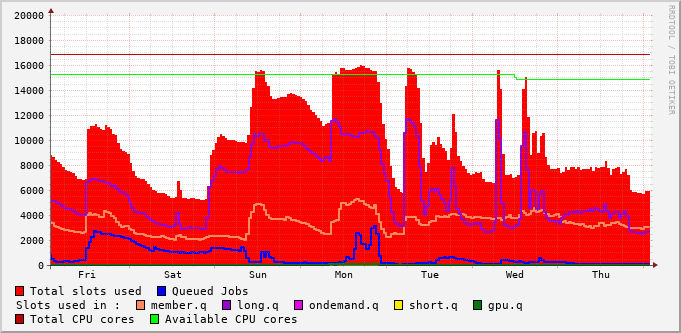 20000
18000
16000
14000
12000
10000
8000
6000
4000
2000
0
Fri Sat Sun Mon Tue Wed Thu
RRDTOOL / TOBI OETIKER
Total slots used Queued Jobs
Slots used in : member.q long.q ondemand.q short.q gpu.q
Total CPU cores Available CPU cores